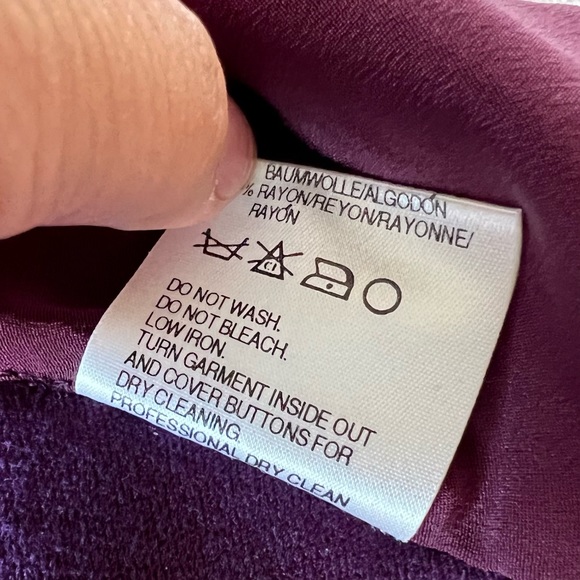 BAUMWOLLE/ALGODÓN
% RAYON/REYON/RAYONNE/
RAYÓN
Cl
DO NOT WASH.
DO NOT BLEACH.
LOW IRON.
TURN GARMENT INSIDE OUT
AND COVER BUTTONS FOR
DRY CLEANING.
PROFESSIONAL DRY CLEAN